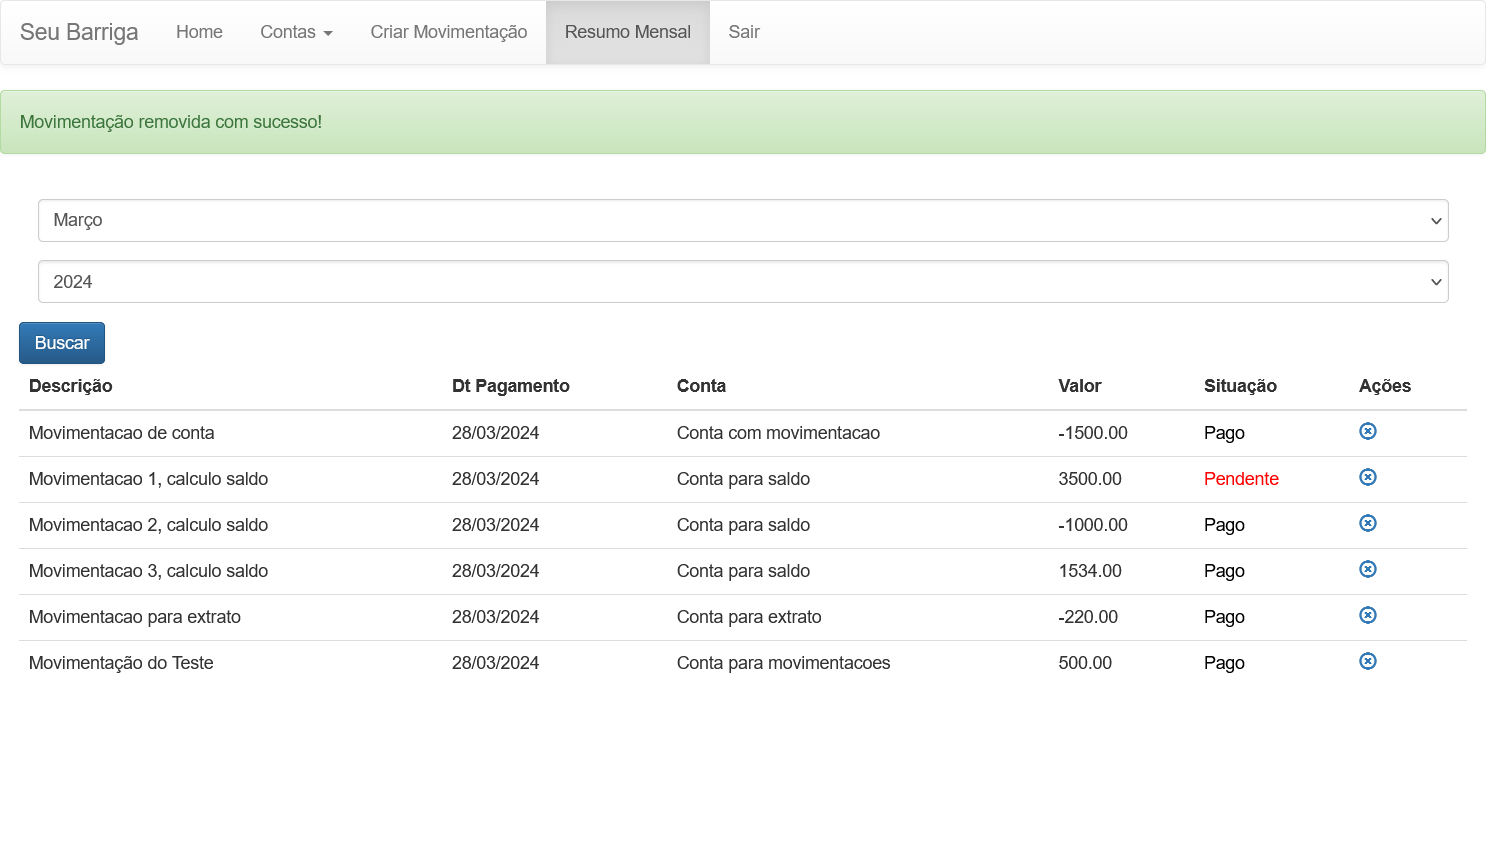 Seu Barriga Home Contas Criar Movimentação Resumo Mensal Sair
Movimentação removida com sucesso!
Março
2024
Buscar
Descrição Dt Pagamento Conta Valor Situação Ações
Movimentacao de conta 28/03/2024 Conta com movimentacao -1500.00 Pago
Movimentacao 1, calculo saldo 28/03/2024 Conta para saldo 3500.00 Pendente
Movimentacao 2, calculo saldo 28/03/2024 Conta para saldo -1000.00 Pago
Movimentacao 3, calculo saldo 28/03/2024 Conta para saldo 1534.00 Pago
Movimentacao para extrato 28/03/2024 Conta para extrato -220.00 Pago
Movimentação do Teste 28/03/2024 Conta para movimentacoes 500.00 Pago